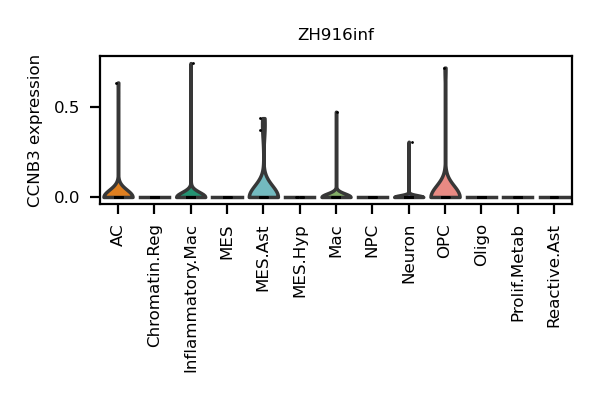 ZH916inf
CCNB3 expression
0.5
0.0
AC
Chromatin.Reg
Inflammatory.Mac
MES
MES.Ast
MES.Hyp
Mac
NPC
Neuron
OPC
Oligo
Prolif.Metab
Reactive.Ast